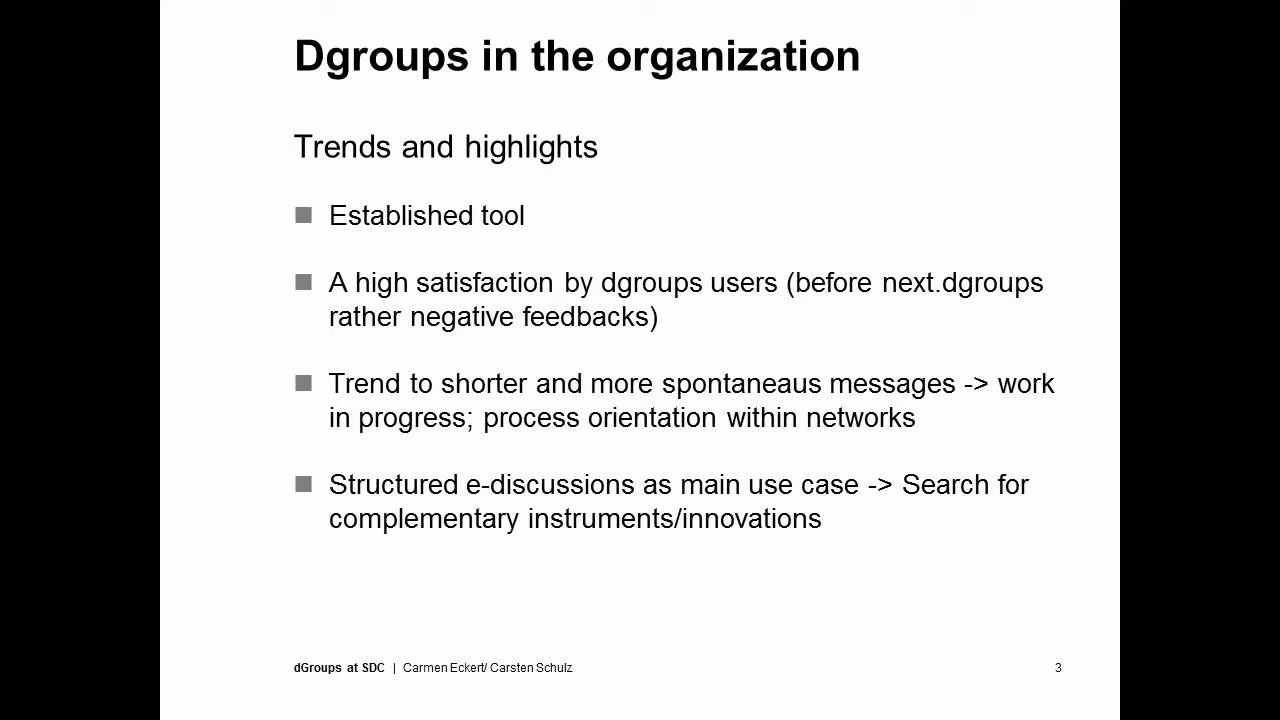 Dgroups in the organization
Trends and highlights
Established tool
A high satisfaction by dgroups users (before next.dgroups
rather negative feedbacks)
Trend to shorter and more spontaneaus messages -> work
in progress; process orientation within networks
Structured e-discussions as main use case -> Search for
complementary instruments/innovations
dGroups at SDC | Carmen Eckert/ Carsten Schulz 3